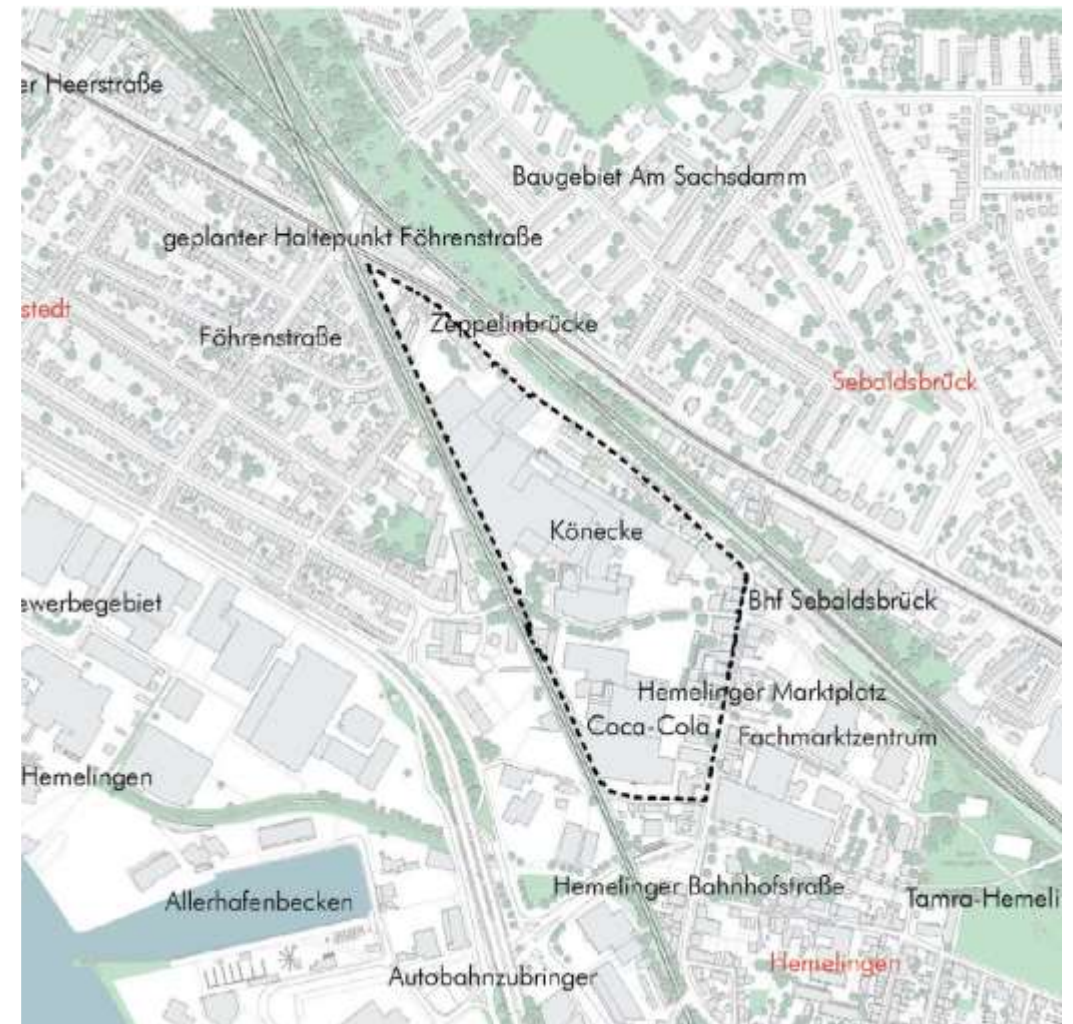 er Heerstraße
Baugebiet Am Sachsdamm
geplanter Haltepunkt Föhrenstraße
stedt
Föhrenstraße
Zeppelinbrücke
Sebaldsbrück
Könecke
ewerbegebiet
Bhf Sebaldsbrück
Hemelinger Marktplatz
Coca-Cola
Fachmarktzentrum
Hemelingen
Hemelinger Bahnhofstraße
Allerhafenbecken
Tamra-Hemeli
Hemelingen
Autobahnzubringer